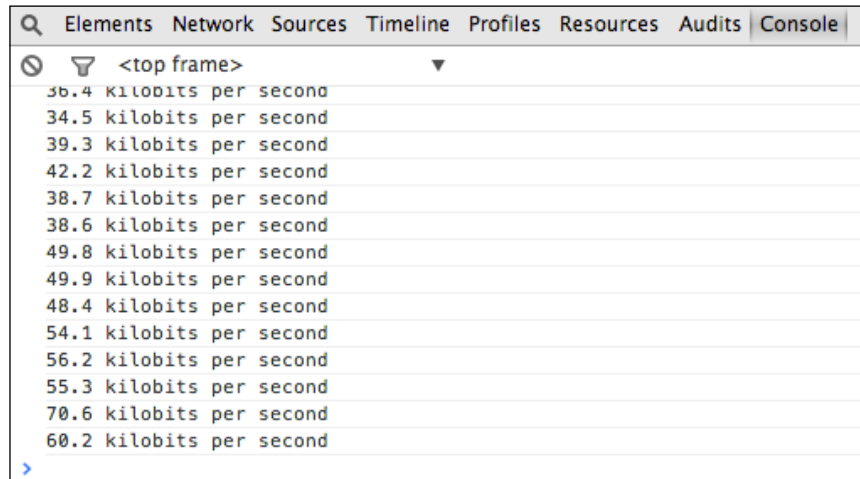 Elements Network Sources Timeline Profiles Resources Audits Console
<top frame>
36.4 kilobits per second
34.5 kilobits per second
39.3 kilobits per second
42.2 kilobits per second
38.7 kilobits per second
38.6 kilobits per second
49.8 kilobits per second
49.9 kilobits per second
48.4 kilobits per second
54.1 kilobits per second
56.2 kilobits per second
55.3 kilobits per second
70.6 kilobits per second
60.2 kilobits per second
>